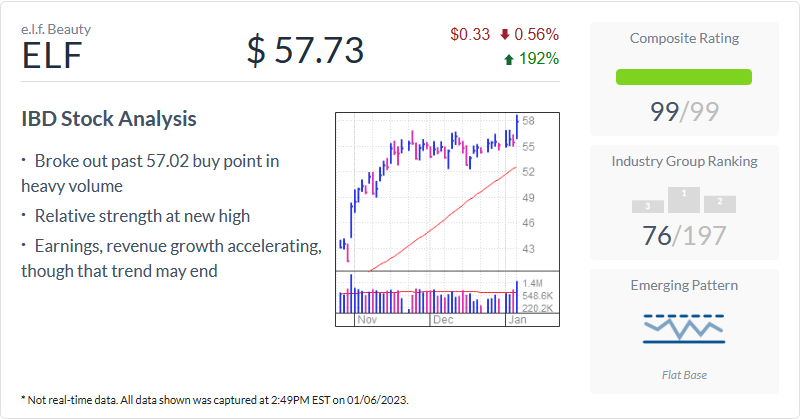 e.l.f. Beauty
ELF
$ 57.73
$0.33 0.56%
192%
IBD Stock Analysis
· Broke out past 57.02 buy point in
heavy volume
· Relative strength at new high
· Earnings, revenue growth accelerating,
though that trend may end
58
55
52
49
46
43
1.4M
548.6K
220.2K
Nov
Dec
Jan
Composite Rating
99/99
Industry Group Ranking
3
1
2
76/197
Emerging Pattern
Flat Base
* Not real-time data. All data shown was captured at 2:49PM EST on 01/06/2023.